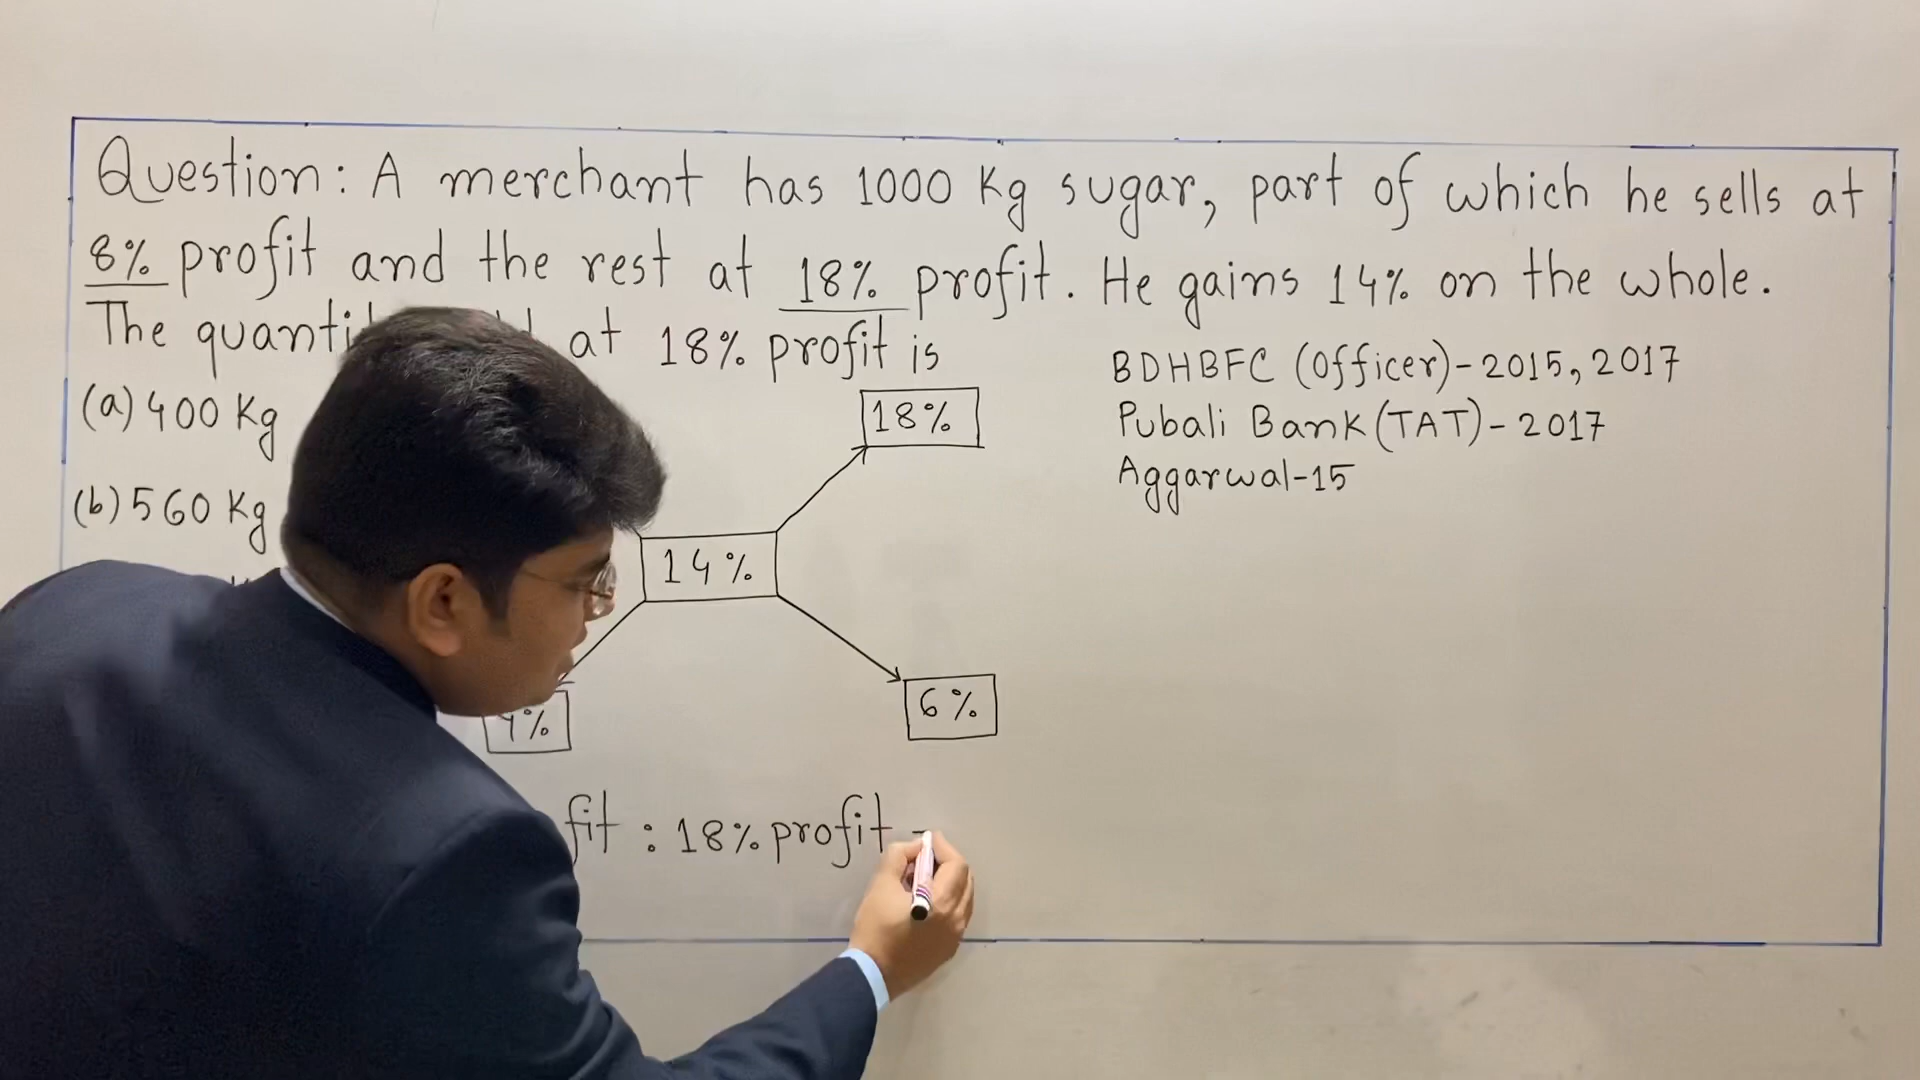 Question: A merchant has 1000 Kg sugar, part of which he sells at
8% profit and the rest at 18% profit. He gains 14% on the whole.
The at 18% profit is
BDHBFC (Officer)-2015, 2017
Pubali Bank (TAT)-2017
Aggarwal-15
(a) 400 Kg
(b) 560 Kg
18%
14%
4%
6%
: 18% profit